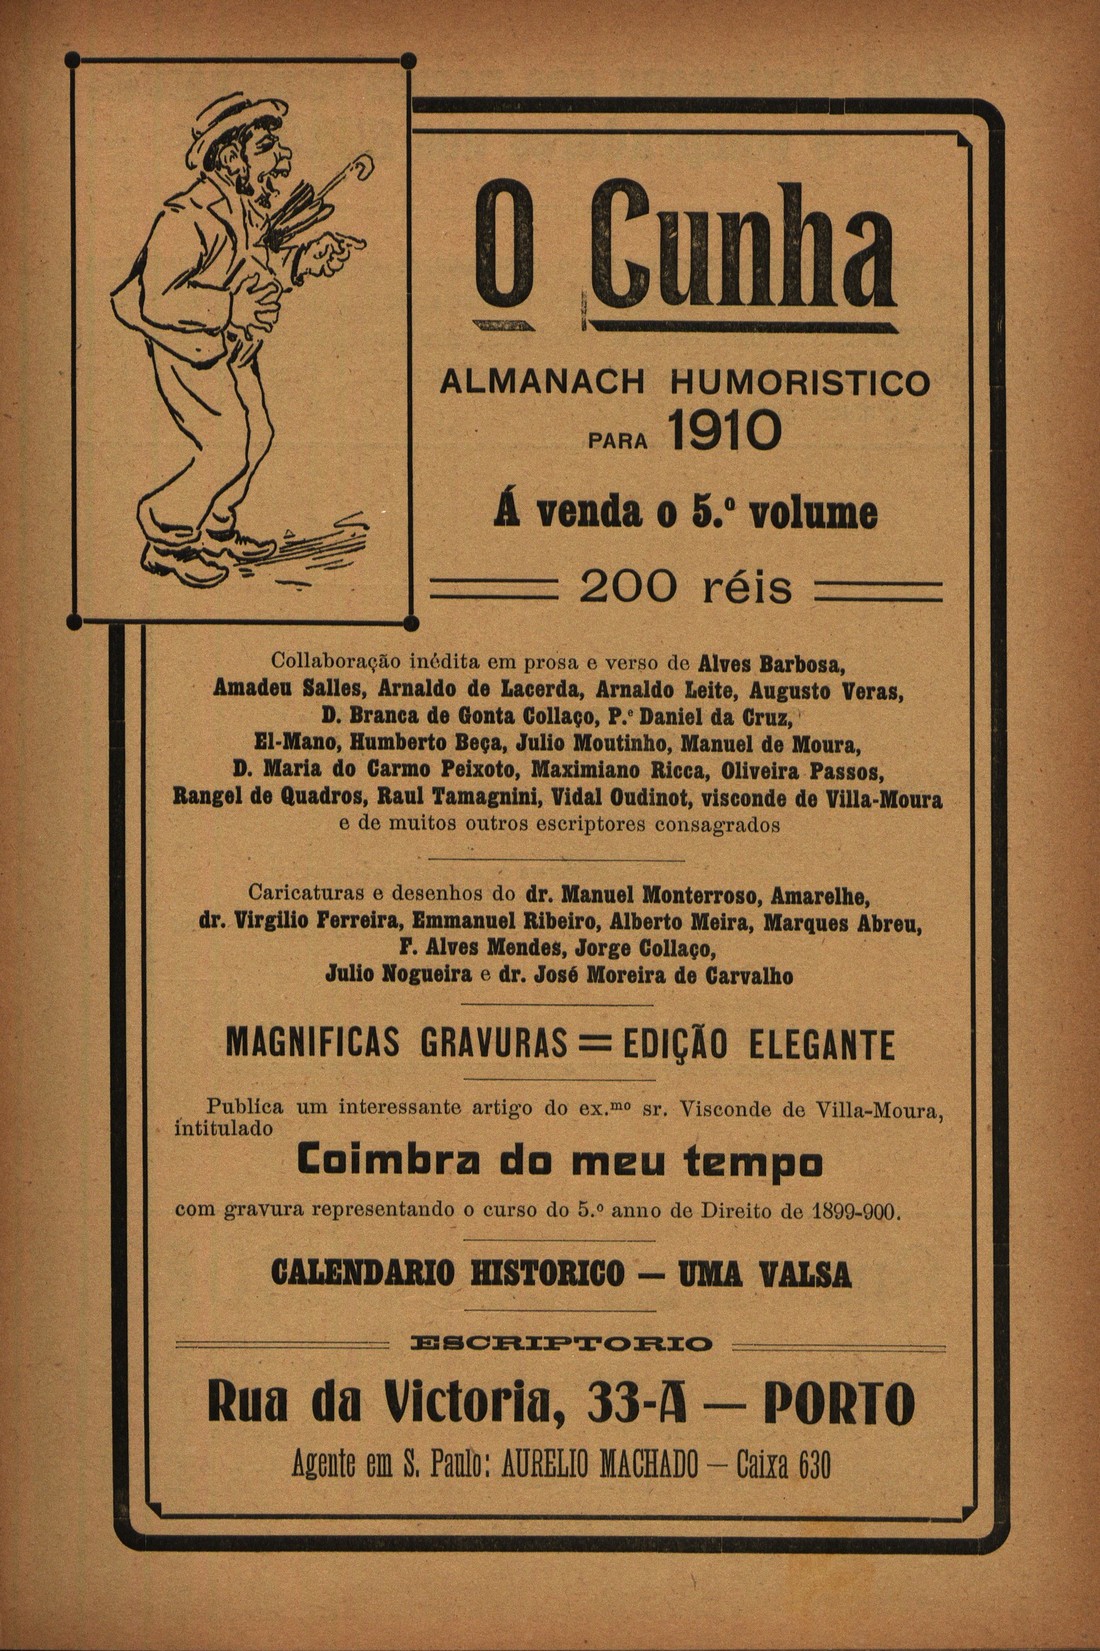 O Cunha
ALMANACH HUMORISTICO
PARA 1910
Á venda o 5.º volume
200 réis
Collaboração inédita em prosa e verso de Alves Barbosa,
Amadeu Salles, Arnaldo de Lacerda, Arnaldo Leite, Augusto Veras,
D. Branca de Gonta Collaço, P.e Daniel da Cruz,
El-Mano, Humberto Beça, Julio Moutinho, Manuel de Moura,
D. Maria do Carmo Peixoto, Maximiano Ricca, Oliveira Passos,
Rangel de Quadros, Raul Tamagnini, Vidal Oudinot, visconde de Villa-Moura
e de muitos outros escriptores consagrados
Caricaturas e desenhos do dr. Manuel Monterroso, Amarelhe,
dr. Virgilio Ferreira, Emmanuel Ribeiro, Alberto Meira, Marques Abreu,
F. Alves Mendes, Jorge Collaço,
Julio Nogueira e dr. José Moreira de Carvalho
MAGNIFICAS GRAVURAS = EDIÇÃO ELEGANTE
Publica um interessante artigo do ex.mo sr. Visconde de Villa-Moura,
intitulado
Coimbra do meu tempo
com gravura representando o curso do 5.º anno de Direito de 1899-900.
CALENDARIO HISTORICO — UMA VALSA
ESCRIPTORIO
Rua da Victoria, 33-A — PORTO
Agente em S. Paulo: AURELIO MACHADO — Caixa 630